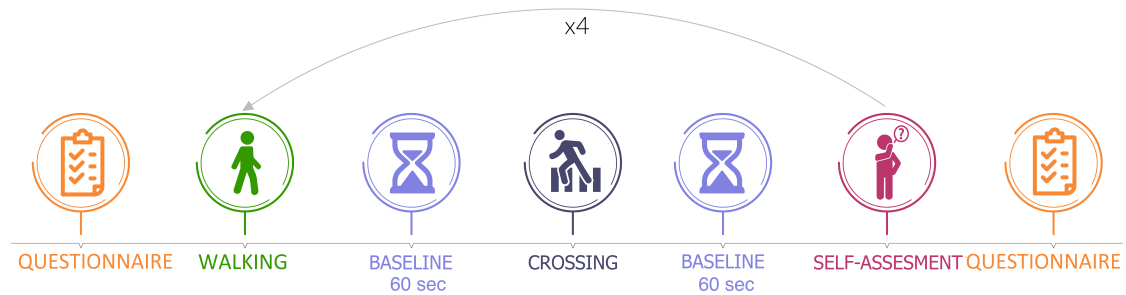 x4
QUESTIONNAIRE
WALKING
BASELINE
60 sec
CROSSING
BASELINE
60 sec
SELF-ASSESMENT
QUESTIONNAIRE